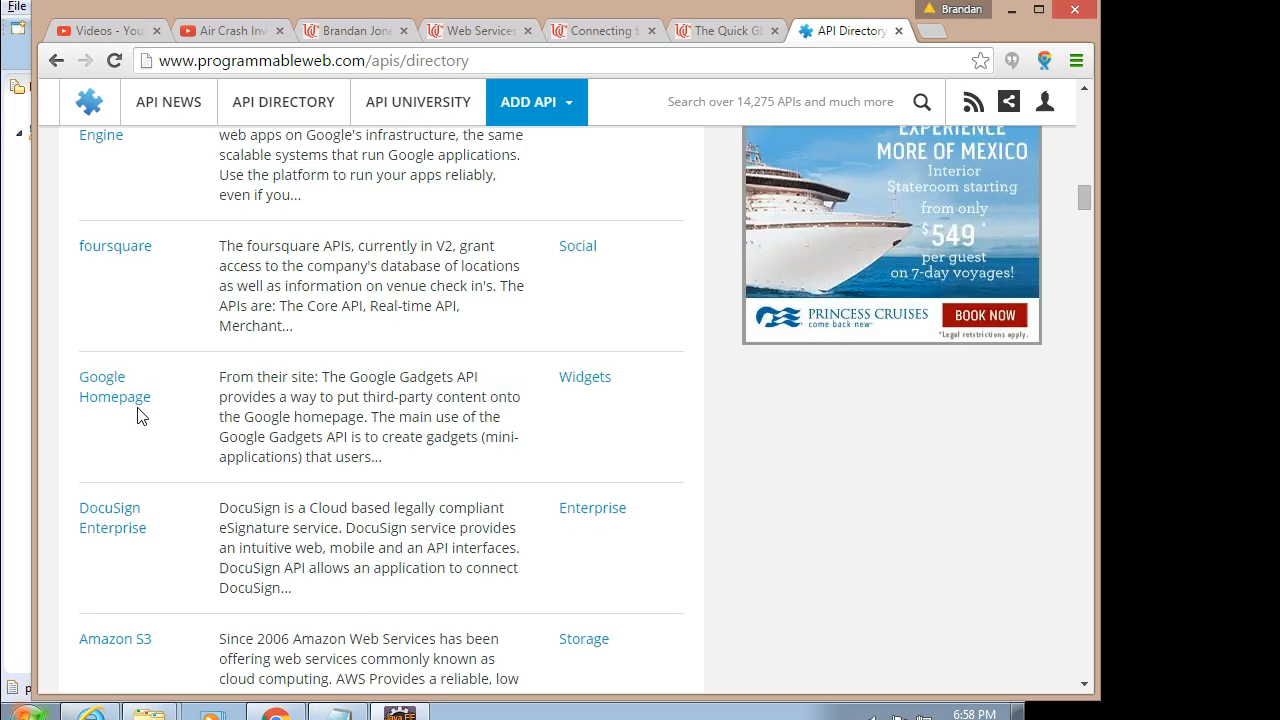 File
Brandan
Videos - You
Air Crash Inv
Brandan Jone
Web Services
Connecting t
The Quick Gl
API Directory
www.programmableweb.com/apis/directory
API NEWS
API DIRECTORY
API UNIVERSITY
ADD API
Search over 14,275 APIs and much more
Engine
web apps on Google's infrastructure, the same
scalable systems that run Google applications.
Use the platform to run your apps reliably,
even if you...
foursquare
The foursquare APIs, currently in V2, grant
access to the company's database of locations
as well as information on venue check in's. The
APIs are: The Core API, Real-time API,
Merchant...
Social
Google
Homepage
From their site: The Google Gadgets API
provides a way to put third-party content onto
the Google homepage. The main use of the
Google Gadgets API is to create gadgets (mini-
applications) that users...
Widgets
DocuSign
Enterprise
DocuSign is a Cloud based legally compliant
eSignature service. DocuSign service provides
an intuitive web, mobile and an API interfaces.
DocuSign API allows an application to connect
DocuSign...
Enterprise
Amazon S3
Since 2006 Amazon Web Services has been
offering web services commonly known as
cloud computing. AWS Provides a reliable, low
Storage
EXPERIENCE
MORE OF MEXICO
Interior
Stateroom starting
from only
$549*
per guest
on 7-day voyages!
PRINCESS CRUISES
come back new
BOOK NOW
*Legal retstrictions apply.
p
6:58 PM